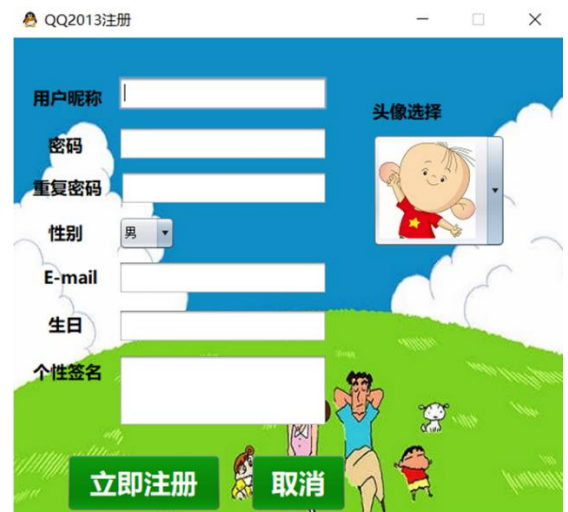 QQ2013注册
用户昵称
头像选择
密码
重复密码
性别
男
E-mail
生日
个性签名
立即注册
取消